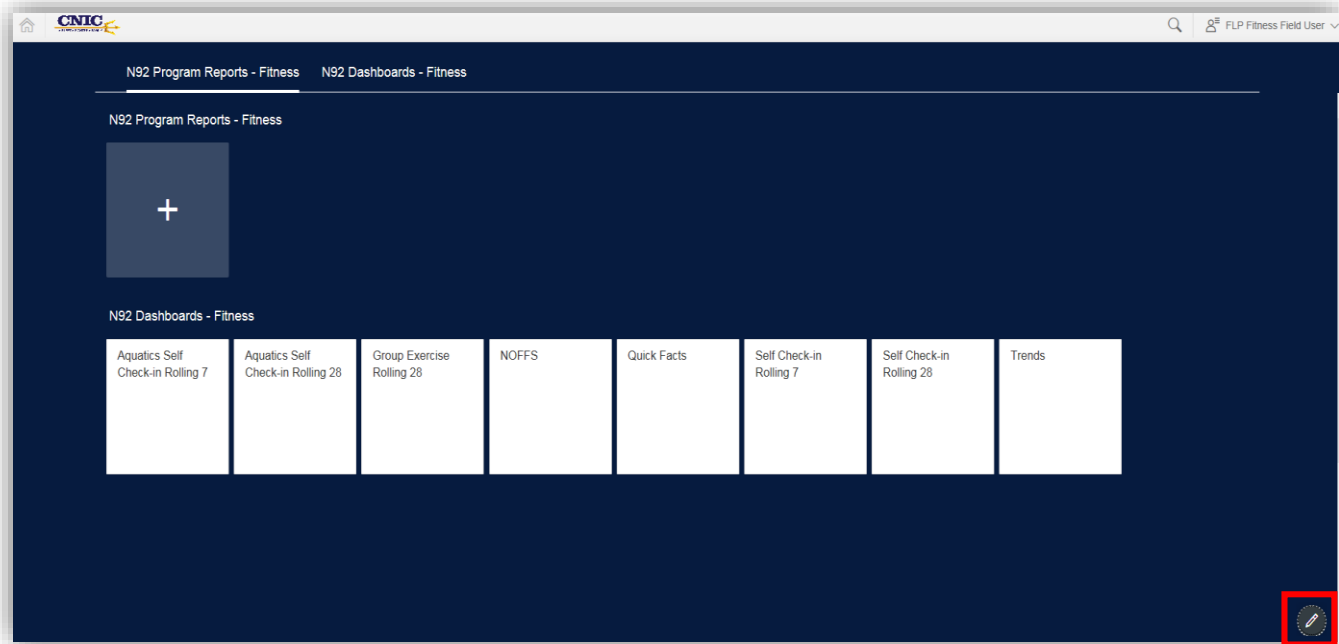 CNIC
FLP Fitness Field User
N92 Program Reports - Fitness N92 Dashboards - Fitness
N92 Program Reports - Fitness
+
N92 Dashboards - Fitness
Aquatics Self
Check-in Rolling 7
Aquatics Self
Check-in Rolling 28
Group Exercise
Rolling 28
NOFFS
Quick Facts
Self Check-in
Rolling 7
Self Check-in
Rolling 28
Trends